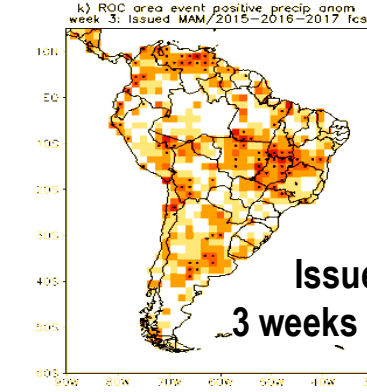 k) ROC area event positive precip anom
week 3: Issued MAM/2015–2016–2017 fcs
10N
EQ
10S
20S
30S
40S
50S
60S
90W 80W 70W 60W 50W 40W 30W
Issue
3 weeks